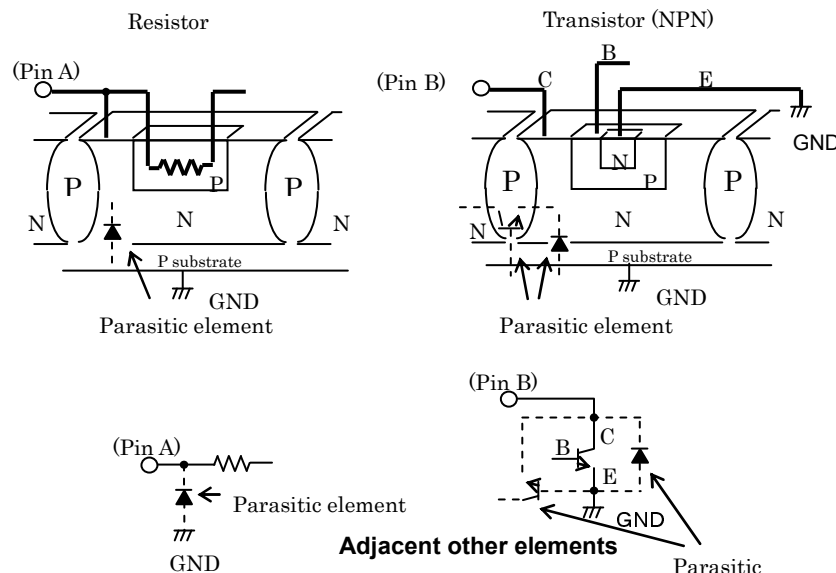 Resistor
(Pin A)
P
P
P
N
N
N
P substrate
GND
Parasitic element
Transistor (NPN)
(Pin B)
C
B
E
GND
P
N
P
P
N
N
N
P substrate
GND
Parasitic element
(Pin A)
Parasitic element
GND
(Pin B)
C
B
E
GND
Adjacent other elements
Parasitic